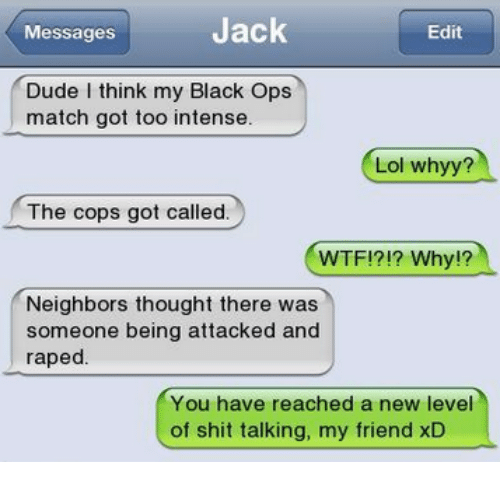 Messages
Jack
Edit
Dude I think my Black Ops
match got too intense.
Lol whyy?
The cops got called.
WTF!?!? Why!?
Neighbors thought there was
someone being attacked and
raped.
You have reached a new level
of shit talking, my friend xD